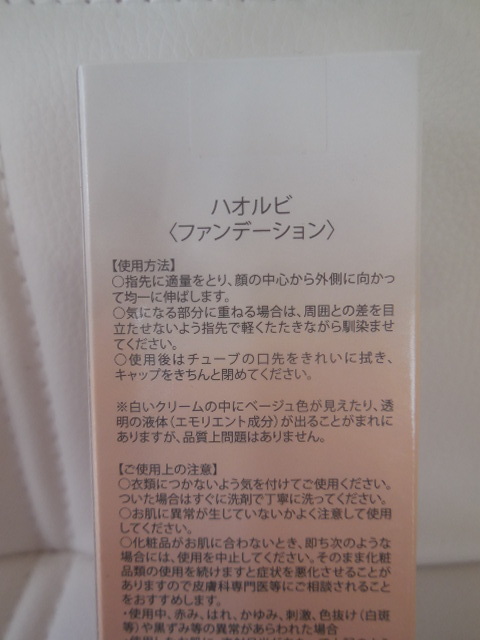 ハオルビ
〈ファンデーション〉
【使用方法】
○指先に適量をとり、顔の中心から外側に向かっ
て均一に伸ばします。
○気になる部分に重ねる場合は、周囲との差を目
立たせないよう指先で軽くたたきながら馴染ませ
てください。
○使用後はチューブの口先をきれいに拭き、
キャップをきちんと閉めてください。
※白いクリームの中にベージュ色が見えたり、透
明の液体（エモリエント成分）が出ることがまれに
ありますが、品質上問題はありません。
【ご使用上の注意】
○衣類につかないよう気を付けてご使用ください。
ついた場合はすぐに洗剤で丁寧に洗ってください。
○お肌に異常が生じていないかよく注意して使用
してください。
○化粧品がお肌に合わないとき、即ち次のような
場合には、使用を中止してください。そのまま化粧
品類の使用を続けますと症状を悪化させることが
ありますので皮膚科専門医等にご相談されること
をおすすめします。
・使用中、赤み、はれ、かゆみ、刺激、色抜け（白斑
等）や黒ずみ等の異常があらわれた場合